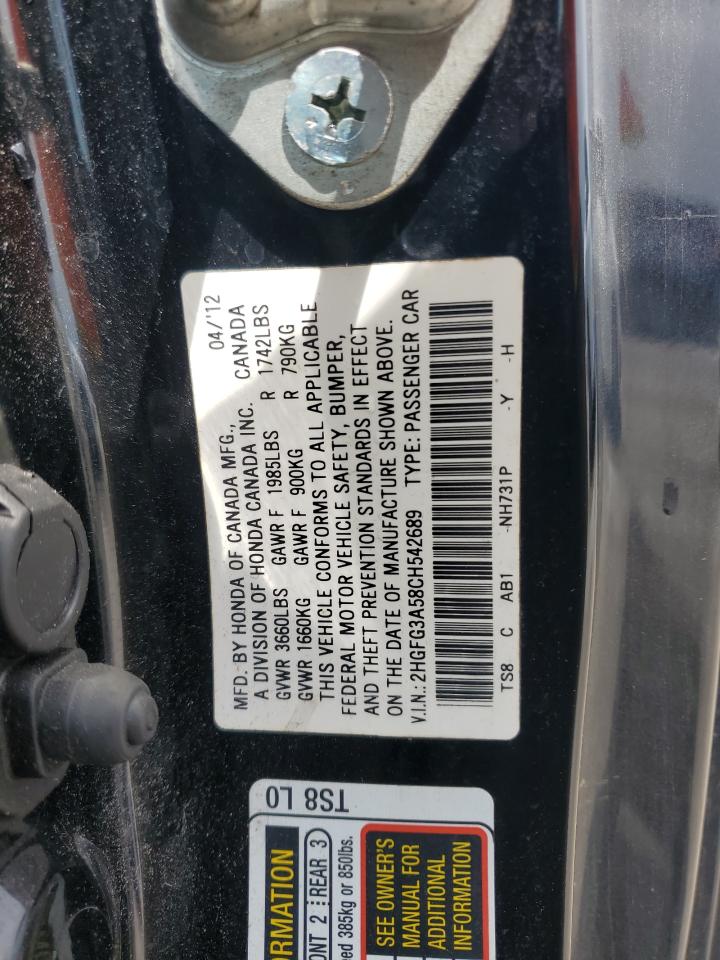 MFD. BY HONDA OF CANADA MFG., 04/'12
A DIVISION OF HONDA CANADA INC. CANADA
GVWR 3660LBS GAWR F 1985LBS R 1742LBS
GVWR 1660KG GAWR F 900KG R 790KG
THIS VEHICLE CONFORMS TO ALL APPLICABLE
FEDERAL MOTOR VEHICLE SAFETY, BUMPER,
AND THEFT PREVENTION STANDARDS IN EFFECT
ON THE DATE OF MANUFACTURE SHOWN ABOVE.
V.I.N.: 2HGFG3A58CH542689 TYPE: PASSENGER CAR
TS8 C AB1 -NH731P -Y -H
TS8 L0
FRONT 2 REAR 3
385kg or 850lbs.
SEE OWNER'S
MANUAL FOR
ADDITIONAL
INFORMATION